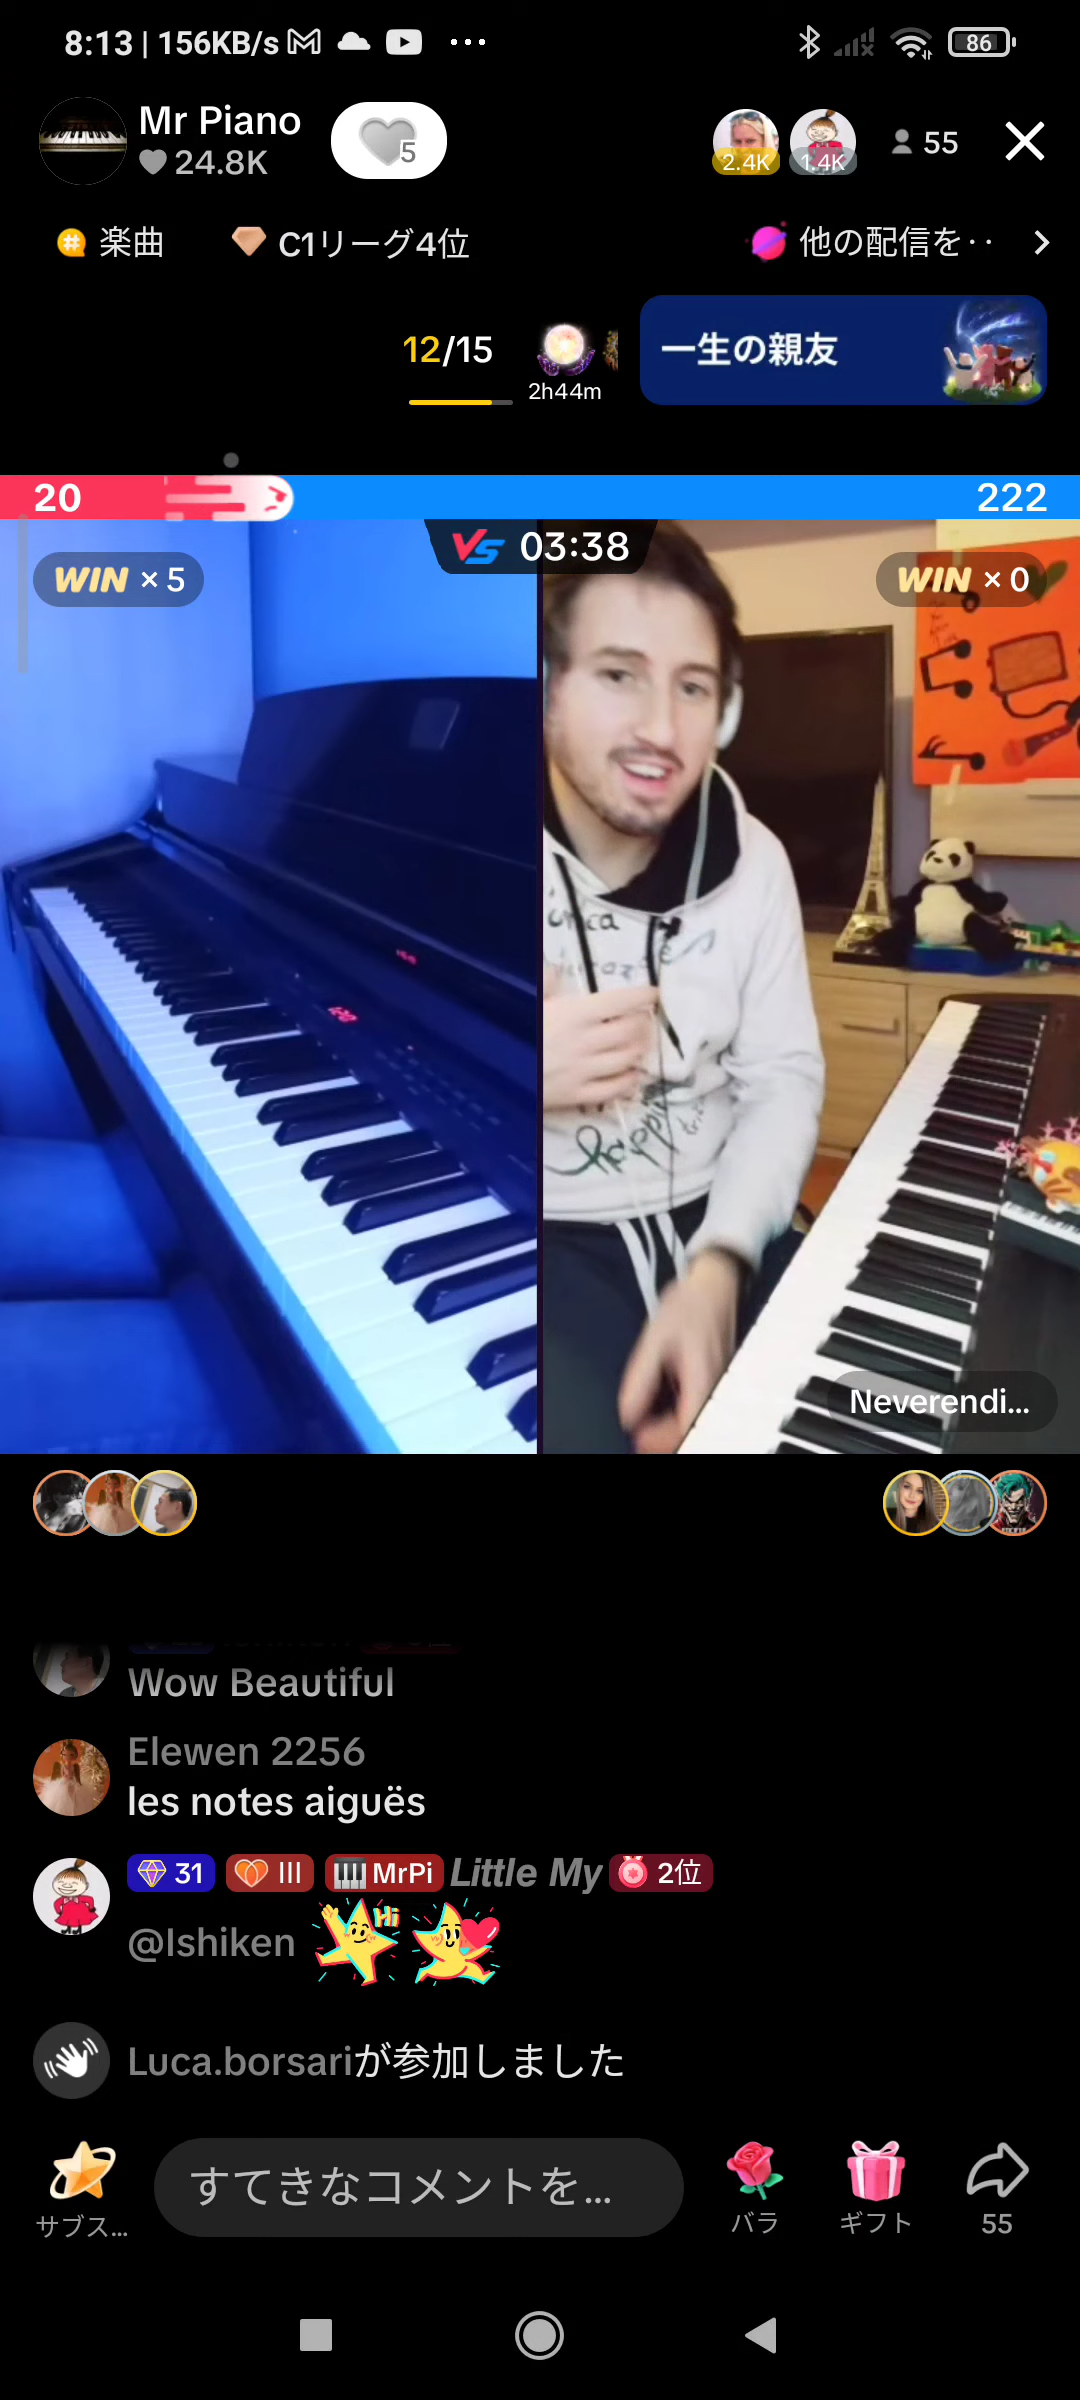 8:13 | 156KB/s
86
Mr Piano
24.8K
5
2.4K
1.4K
55
楽曲
C1リーグ4位
他の配信を··
12/15
2h44m
一生の親友
20
222
WIN × 5
VS 03:38
WIN × 0
happy
Neverendi...
Wow Beautiful
Elewen 2256
les notes aiguës
31 III MrPi Little My 2位
@Ishiken Hi
Luca.borsariが参加しました
サブス...
すてきなコメントを...
バラ
ギフト
55